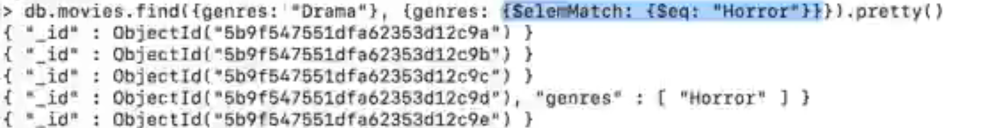 > db.movies.find({genres: "Drama"}, {genres: {$elemMatch: {$eq: "Horror"}}}).pretty()
{ "_id" : ObjectId("5b9f547551dfa62353d12c9a") }
{ "_id" : ObjectId("5b9f547551dfa62353d12c9b") }
{ "_id" : ObjectId("5b9f547551dfa62353d12c9c") }
{ "_id" : ObjectId("5b9f547551dfa62353d12c9d"), "genres" : [ "Horror" ] }
{ "_id" : ObjectId("5b9f547551dfa62353d12c9e") }